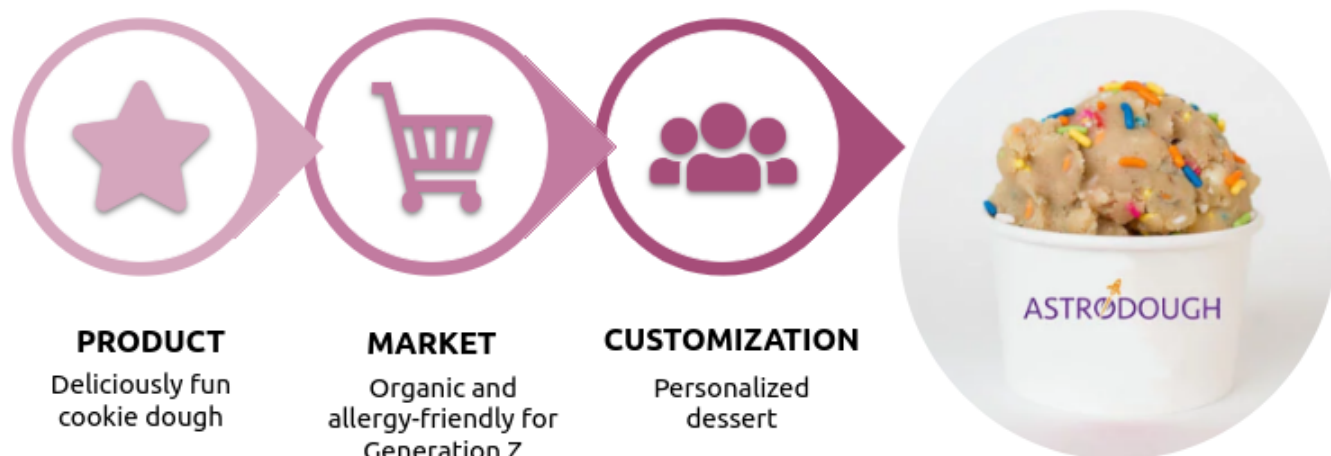 PRODUCT
Deliciously fun
cookie dough
MARKET
Organic and
allergy-friendly for
Generation Z
CUSTOMIZATION
Personalized
dessert
ASTRODOUGH